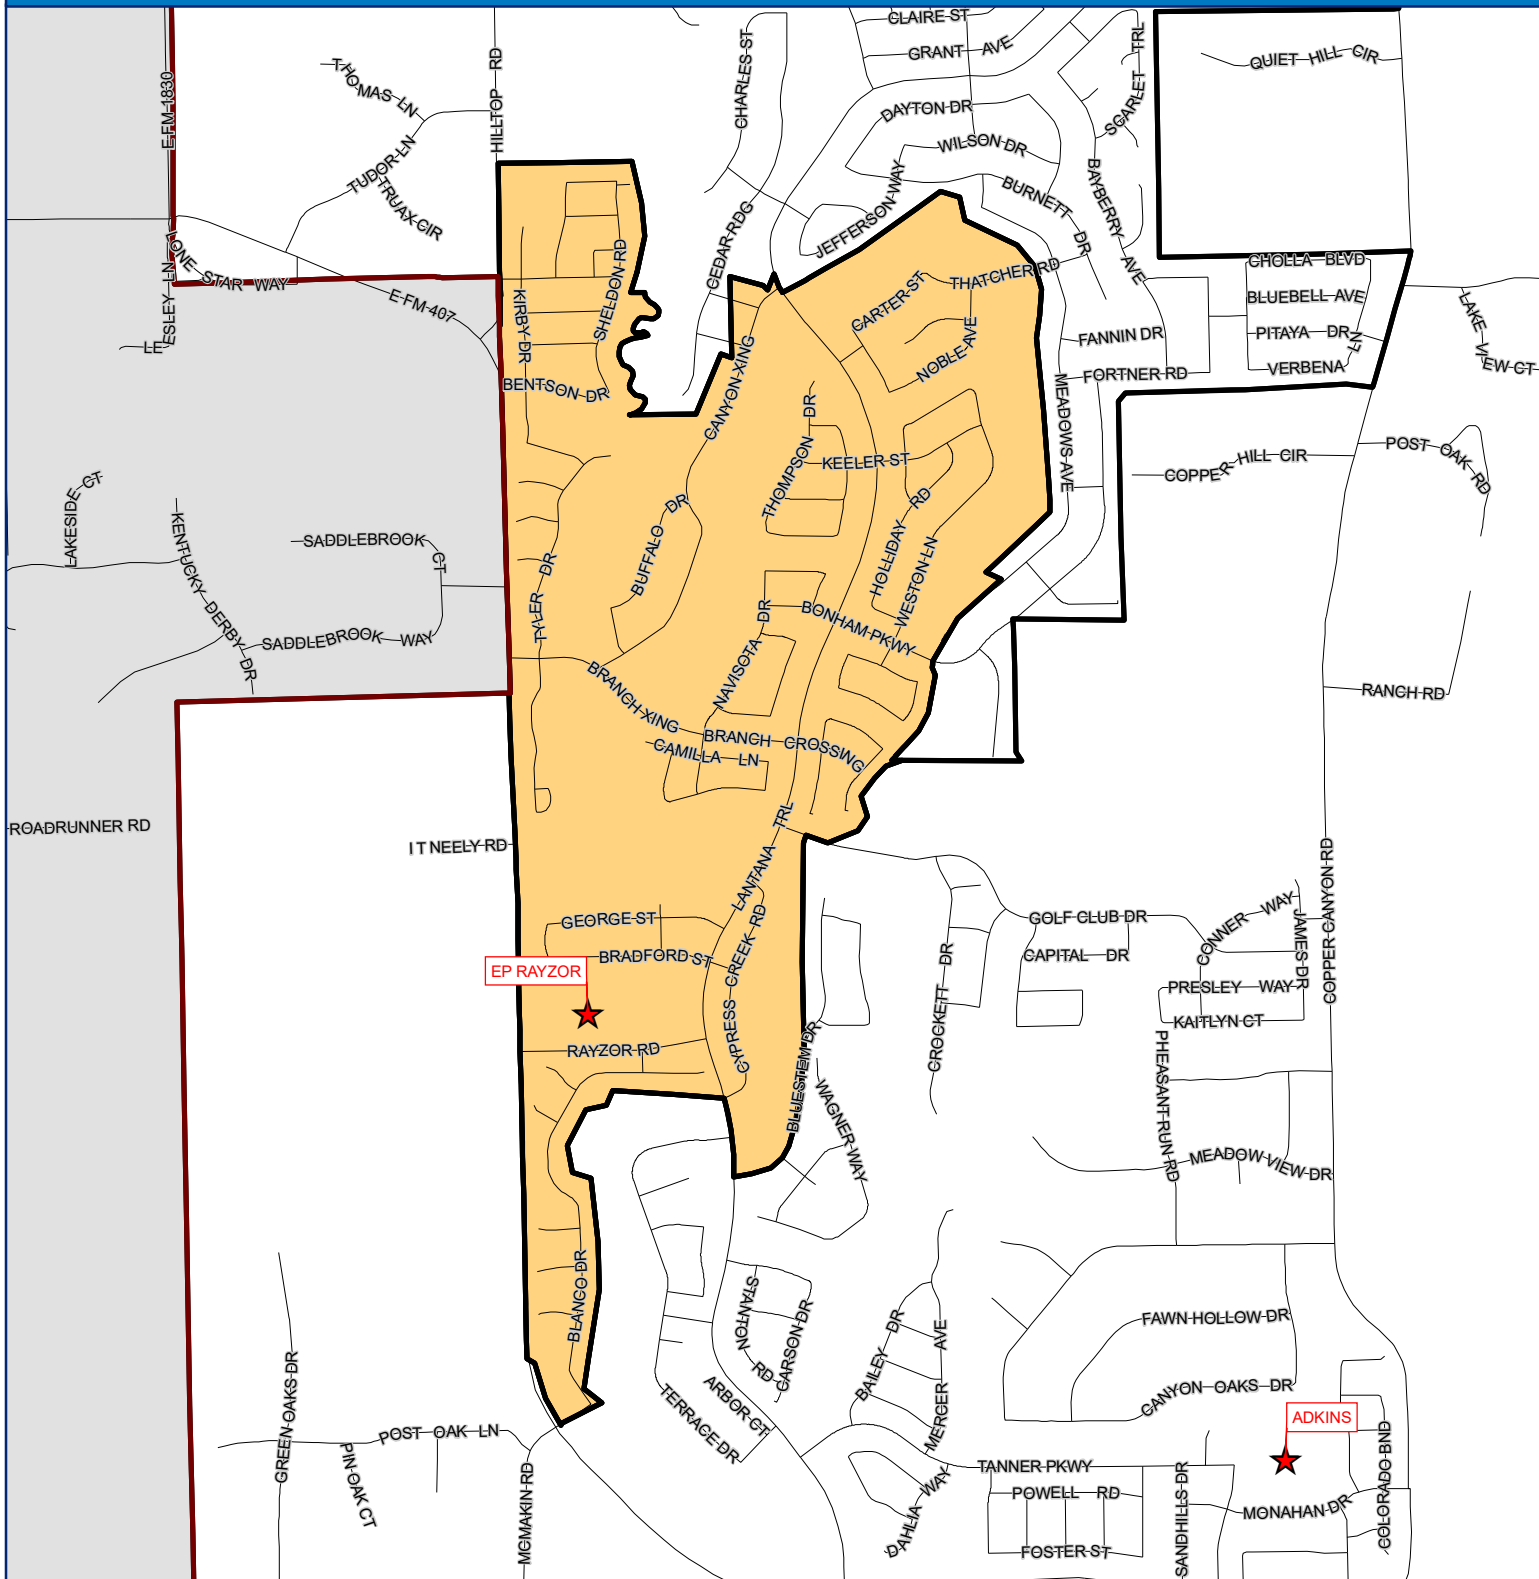 CLAIRE ST
GRANT AVE
E FM 1830
THOMAS LN
HILLTOP RD
CHARLES ST
SCARLET TRL
QUIET HILL CIR
DAYTON DR
WILSON DR
TUDOR LN
TRUAX CIR
JEFFERSON WAY
BURNETT DR
BAYBERRY AVE
CEDAR RDG
LONE STAR WAY
LESLEY LN
LE
E FM 407
KIRBY DR
SHELDON RD
CARTER ST
THATCHER RD
NOBLE AVE
CHOLLA BLVD
BLUEBELL AVE
PITAYA DR
VERBENA LN
FANNIN DR
FORTNER RD
LAKE VIEW CT
BENTSON DR
CANYON XING
MEADOWS AVE
THOMPSON DR
KEELER ST
COPPER HILL CIR
POST OAK RD
LAKESIDE CT
KENTUCKY DERBY DR
SADDLEBROOK CT
SADDLEBROOK WAY
TYLER DR
BUFFALO DR
HOLIDAY RD
WESTON LN
NAVISOTA DR
BONHAM PKWY
BRANCH XING
BRANCH CROSSING
CAMILLA LN
RANCH RD
ROADRUNNER RD
I T NEELY RD
LANTANA TRL
COPPER CANYON RD
GEORGE ST
BRADFORD ST
CYPRESS CREEK RD
EP RAYZOR
RAYZOR RD
GOLF CLUB DR
CAPITAL DR
CROCKETT DR
CONNER WAY
JAMES DR
PRESLEY WAY
KAITLYN CT
PHEASANT RUN RD
BLUESTEM DR
WAGNER WAY
MEADOW VIEW DR
BLANCO DR
STANTON RD
CARSON DR
BAILEY DR
MERCER AVE
FAWN HOLLOW DR
CANYON OAKS DR
ADKINS
GREEN OAKS DR
PIN OAK CT
POST OAK LN
MCMAKIN RD
TERRACE DR
ARBOR CT
DAHLIA WAY
TANNER PKWY
POWELL RD
FOSTER ST
SANDHILLS DR
MONAHAN DR
COLORADO BND